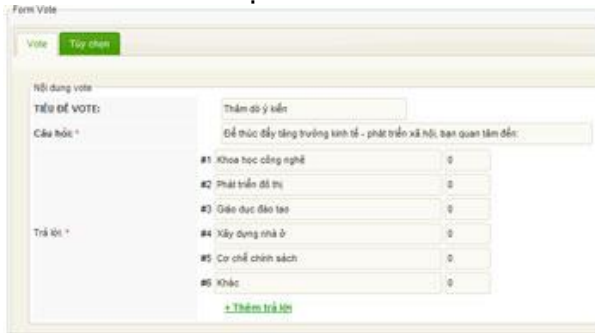 Form Vote
Vote Tùy chọn
Nội dung vote
TIÊU ĐỀ VOTE: Thăm dò ý kiến
Câu hỏi: * Để thúc đẩy tăng trưởng kinh tế - phát triển xã hội, bạn quan tâm đến:
#1 Khoa học công nghệ 0
#2 Phát triển đô thị 0
#3 Giáo dục đào tạo 0
Trả lời: * #4 Xây dựng nhà ở 0
#5 Cơ chế chính sách 0
#6 Khác 0
+ Thêm trả lời